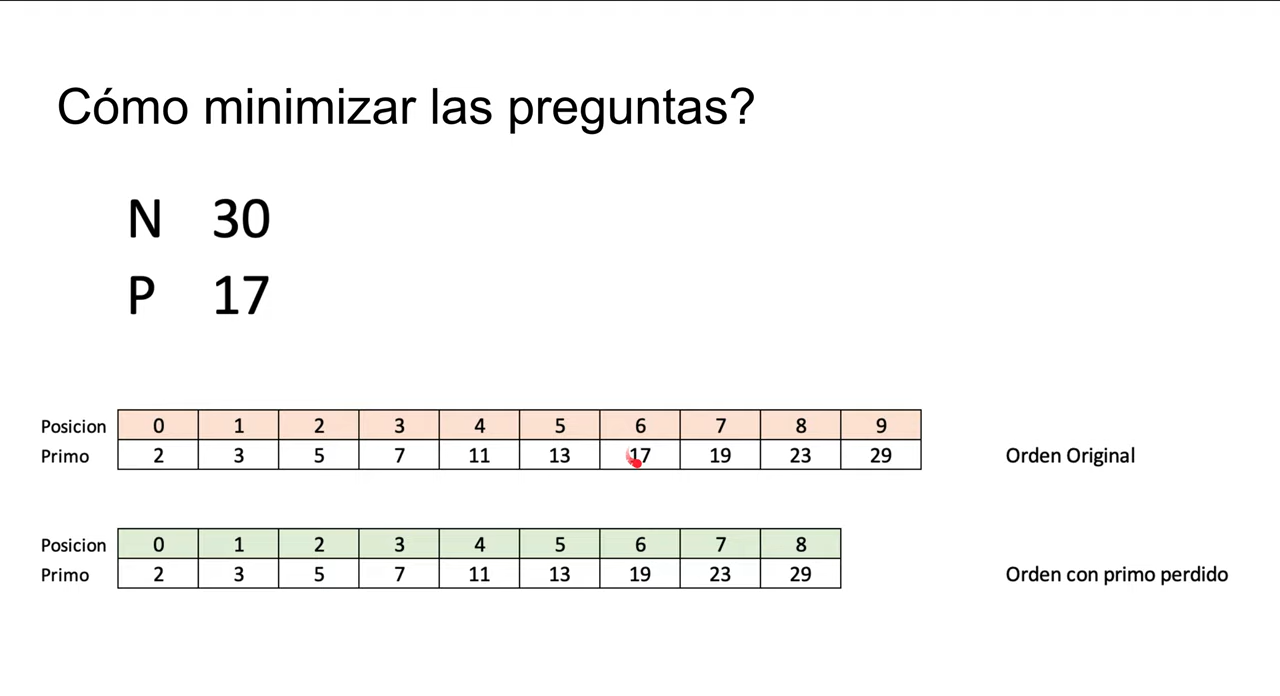 Cómo minimizar las preguntas?
N 30
P 17
Posicion 0 1 2 3 4 5 6 7 8 9
Primo 2 3 5 7 11 13 17 19 23 29 Orden Original
Posicion 0 1 2 3 4 5 6 7 8
Primo 2 3 5 7 11 13 19 23 29 Orden con primo perdido